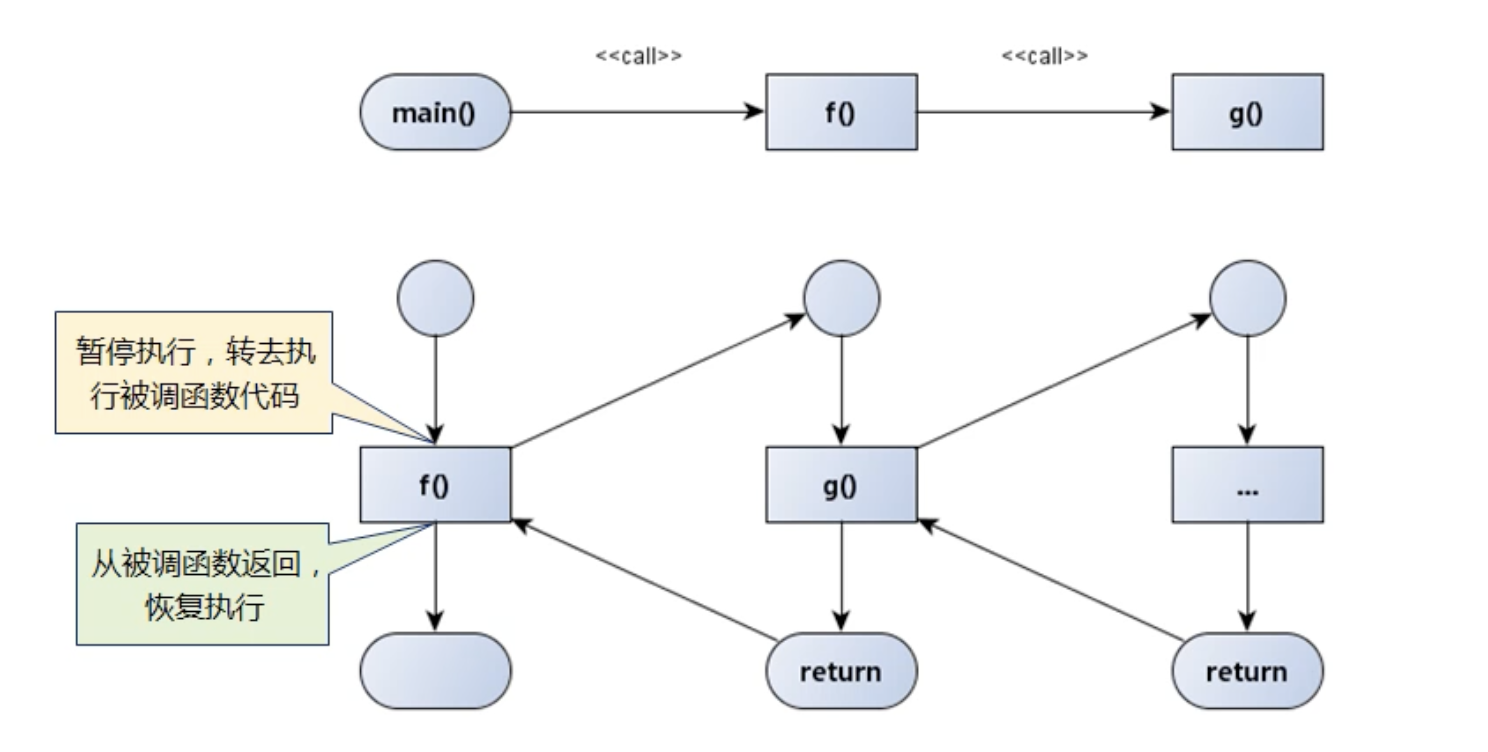 <<call>>
<<call>>
main()
f()
g()
暂停执行，转去执
行被调函数代码
f()
g()
...
从被调函数返回，
恢复执行
return
return